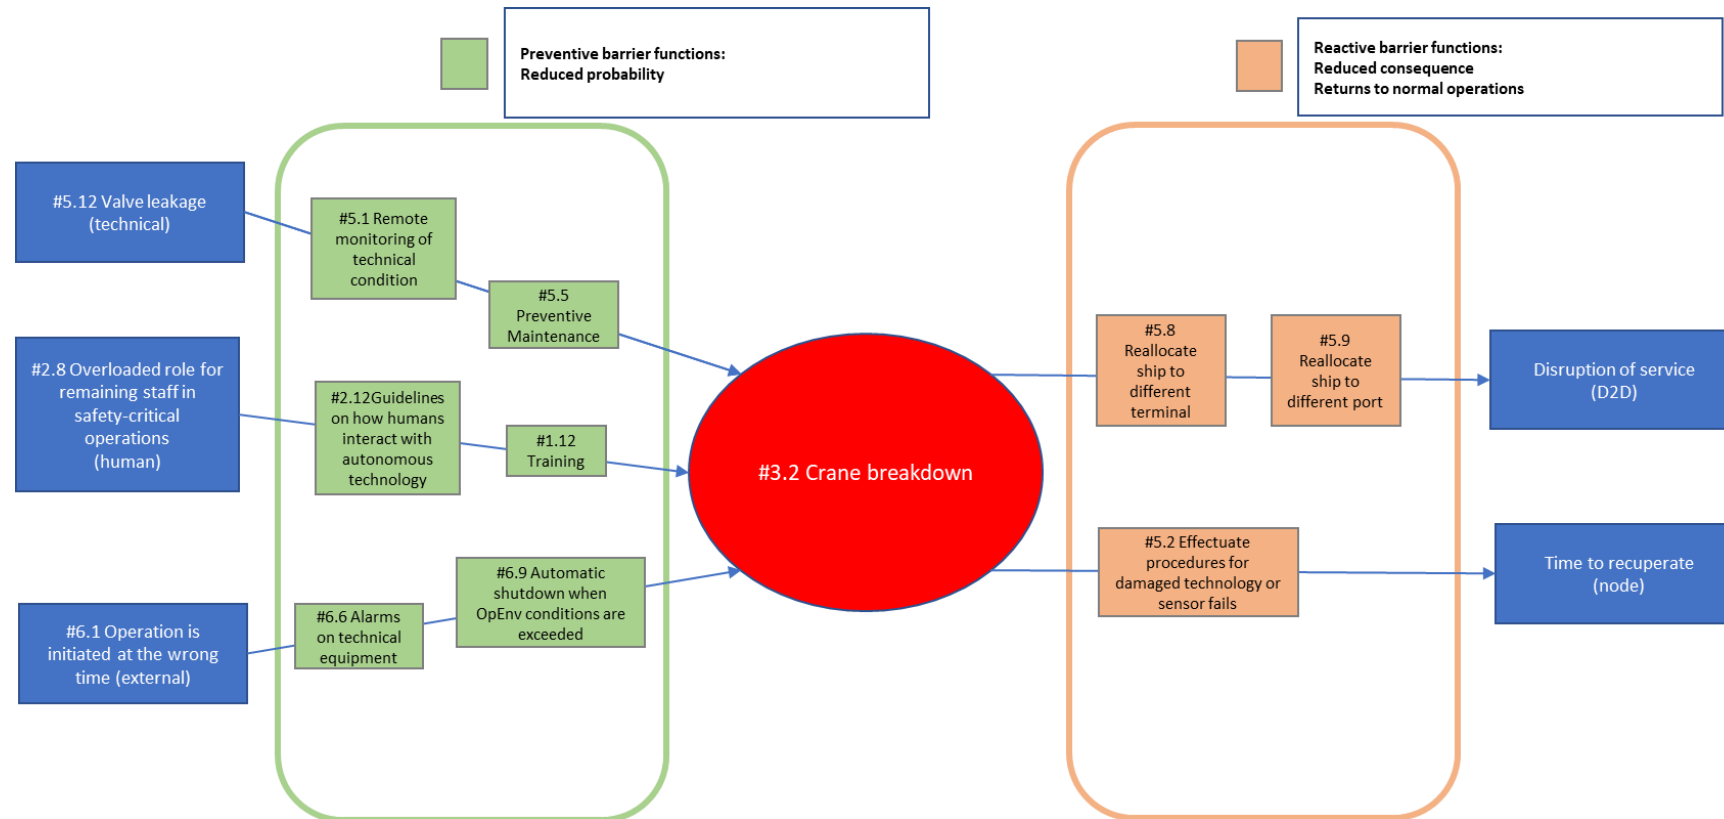 Preventive barrier functions:
Reduced probability
Reactive barrier functions:
Reduced consequence
Returns to normal operations
#5.12 Valve leakage
(technical)
#5.1 Remote
monitoring of
technical
condition
#5.5
Preventive
Maintenance
#2.8 Overloaded role for
remaining staff in
safety-critical
operations
(human)
#2.12Guidelines
on how humans
interact with
autonomous
technology
#1.12
Training
#6.1 Operation is
initiated at the wrong
time (external)
#6.6 Alarms
on technical
equipment
#6.9 Automatic
shutdown when
OpEnv conditions are
exceeded
#3.2 Crane breakdown
#5.8
Reallocate
ship to
different
terminal
#5.9
Reallocate
ship to
different port
Disruption of service
(D2D)
#5.2 Effectuate
procedures for
damaged technology or
sensor fails
Time to recuperate
(node)